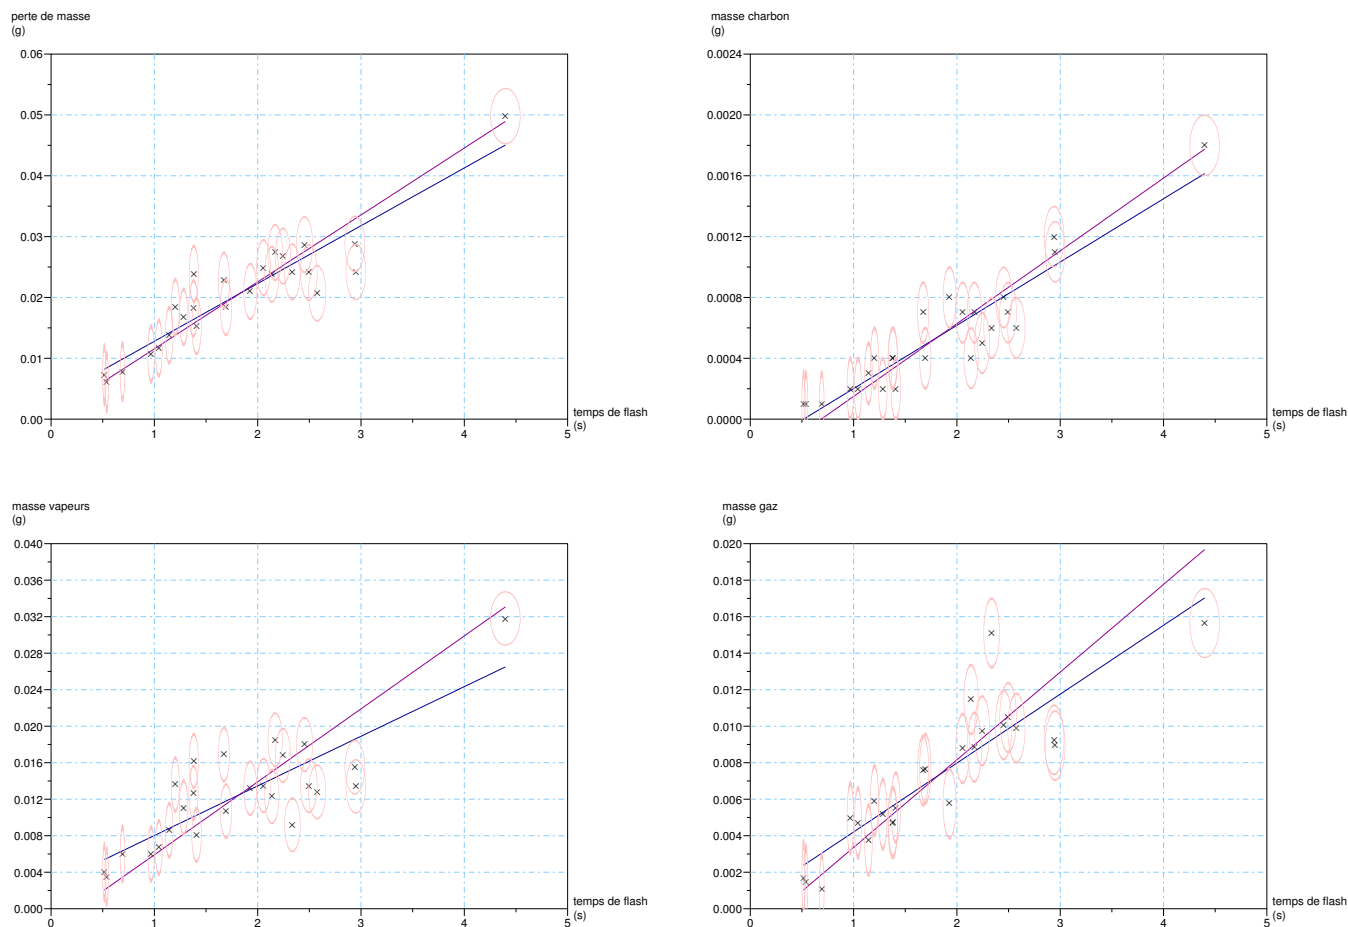 perte de masse
(g)
0.06
0.05
0.04
0.03
0.02
0.01
0.00
0 1 2 3 4 5
temps de flash
(s)
masse charbon
(g)
0.0024
0.0020
0.0016
0.0012
0.0008
0.0004
0.0000
0 1 2 3 4 5
temps de flash
(s)
masse vapeurs
(g)
0.040
0.036
0.032
0.028
0.024
0.020
0.016
0.012
0.008
0.004
0.000
0 1 2 3 4 5
temps de flash
(s)
masse gaz
(g)
0.020
0.018
0.016
0.014
0.012
0.010
0.008
0.006
0.004
0.002
0.000
0 1 2 3 4 5
temps de flash
(s)